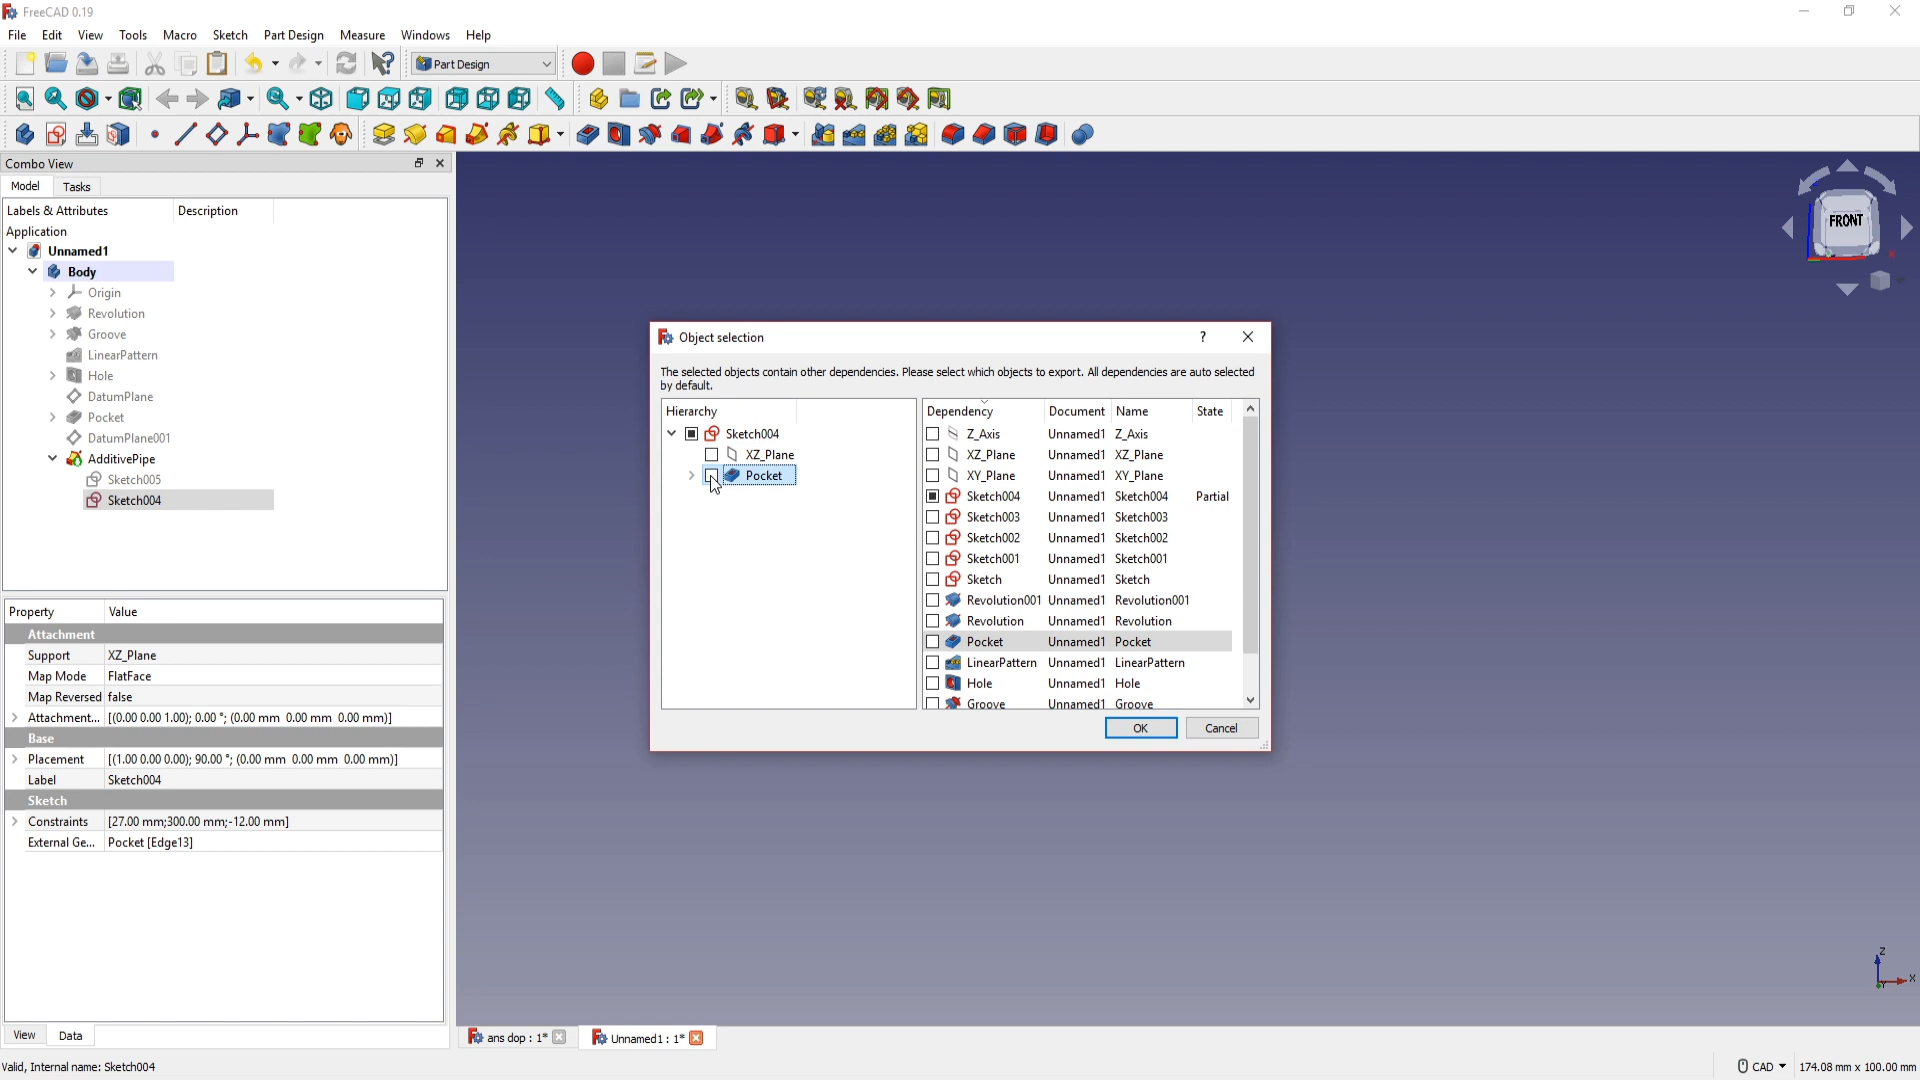 FreeCAD 0.19
File Edit View Tools Macro Sketch Part Design Measure Windows Help
Part Design
Combo View
Model Tasks
Labels & Attributes Description
Application
Unnamed1
Body
Origin
Revolution
Groove
LinearPattern
Hole
DatumPlane
Pocket
DatumPlane001
AdditivePipe
Sketch005
Sketch004
Property Value
Attachment
Support XZ_Plane
Map Mode FlatFace
Map Reversed false
Attachment... [(0.00 0.00 1.00); 0.00 °; (0.00 mm 0.00 mm 0.00 mm)]
Base
Placement [(1.00 0.00 0.00); 90.00 °; (0.00 mm 0.00 mm 0.00 mm)]
Label Sketch004
Sketch
Constraints [27.00 mm;300.00 mm;-12.00 mm]
External Ge... Pocket [Edge13]
View Data
Valid, Internal name: Sketch004
Object selection
?
The selected objects contain other dependencies. Please select which objects to export. All dependencies are auto selected
by default.
Hierarchy
Sketch004
XZ_Plane
Pocket
Dependency Document Name State
Z_Axis Unnamed1 Z_Axis
XZ_Plane Unnamed1 XZ_Plane
XY_Plane Unnamed1 XY_Plane
Sketch004 Unnamed1 Sketch004 Partial
Sketch003 Unnamed1 Sketch003
Sketch002 Unnamed1 Sketch002
Sketch001 Unnamed1 Sketch001
Sketch Unnamed1 Sketch
Revolution001 Unnamed1 Revolution001
Revolution Unnamed1 Revolution
Pocket Unnamed1 Pocket
LinearPattern Unnamed1 LinearPattern
Hole Unnamed1 Hole
Groove Unnamed1 Groove
OK Cancel
FRONT
X
Z
X
Y
ans dop : 1*
Unnamed1 : 1*
CAD
174.08 mm x 100.00 mm